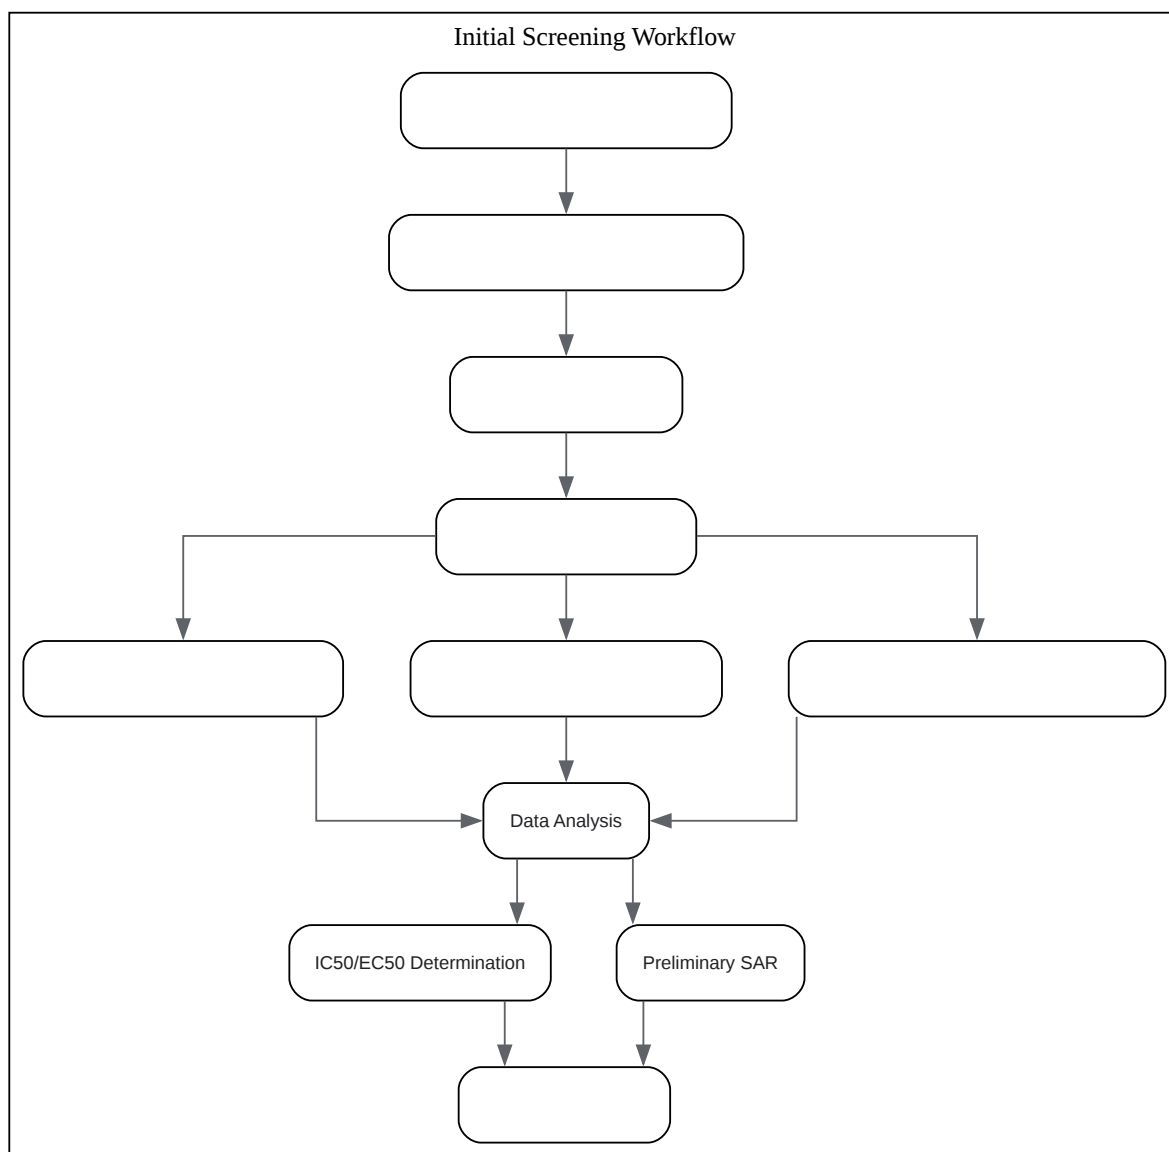 Initial Screening Workflow
Data Analysis
IC50/EC50 Determination
Preliminary SAR